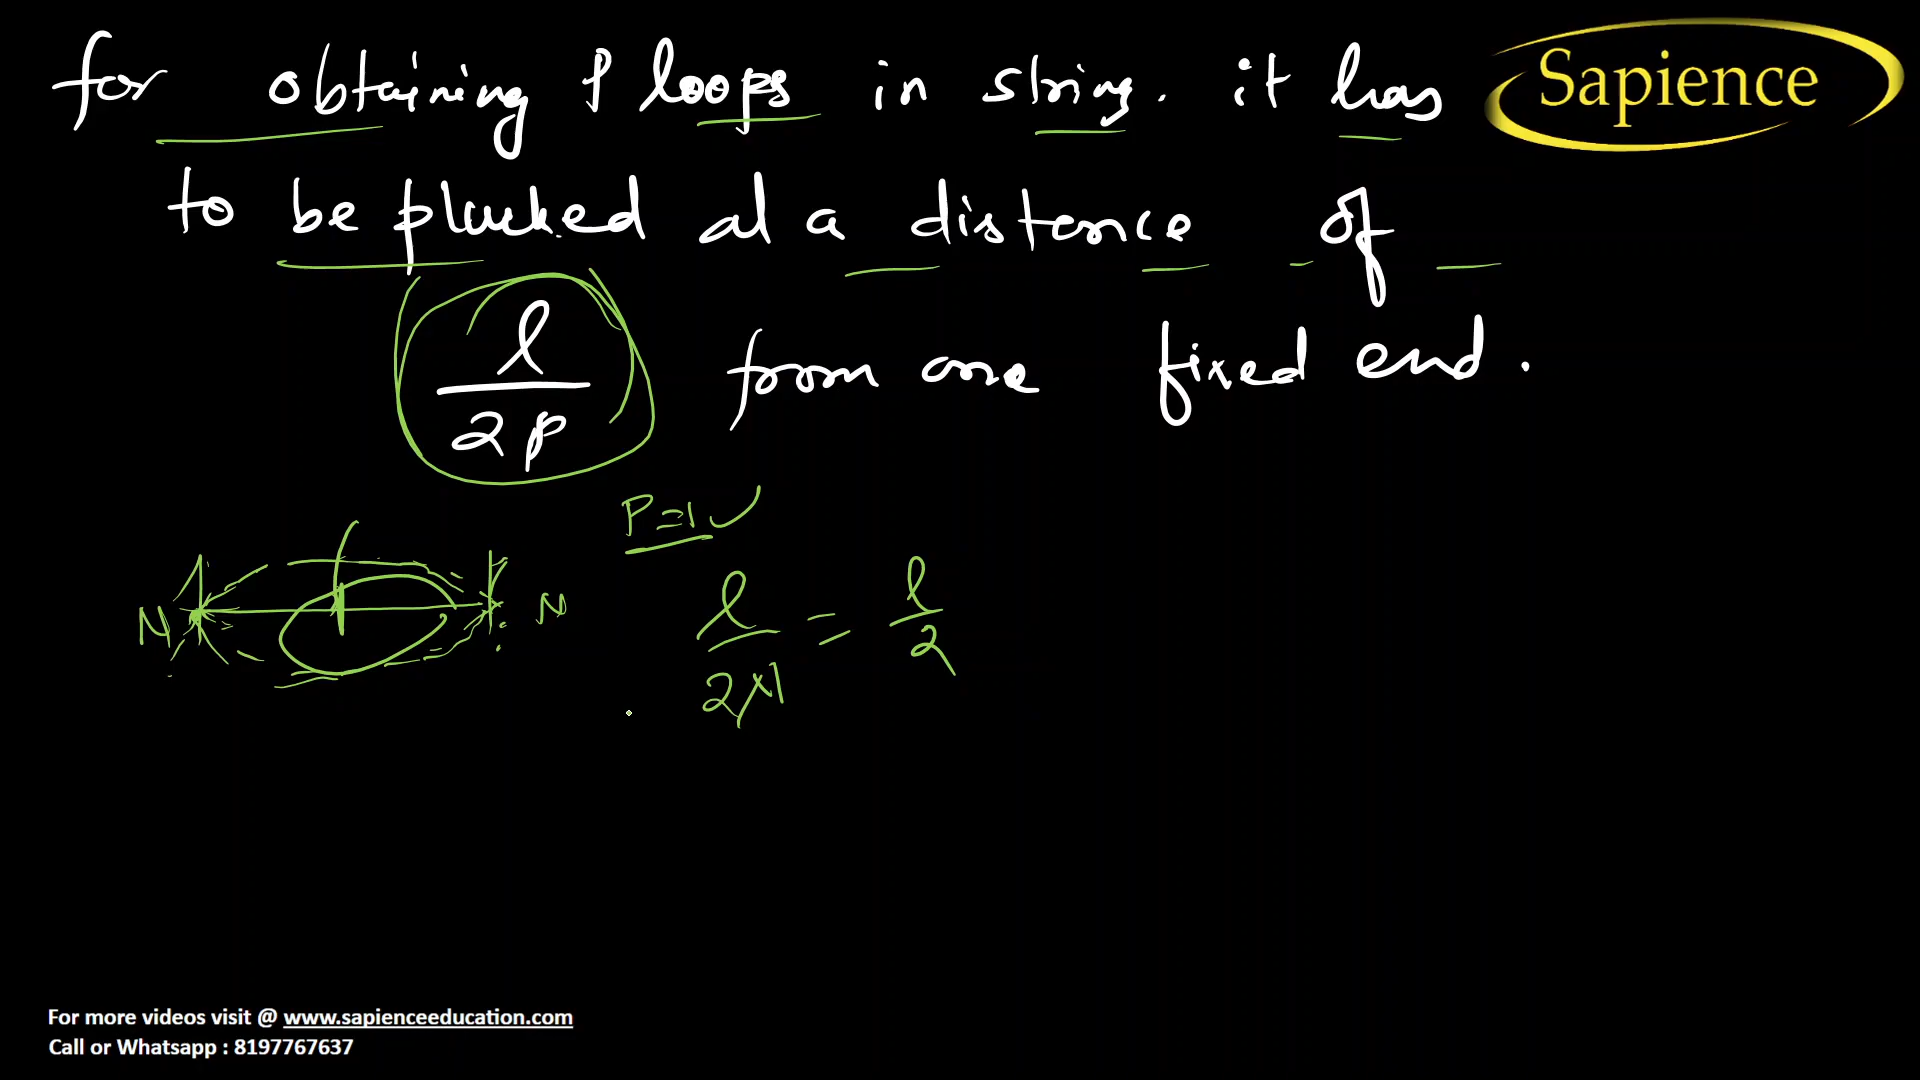 for obtaining p loops in string. it has
Sapience
to be plucked at a distance of
l/2p from one fixed end.
P=1
N N
l/2×1 = l/2
For more videos visit @ www.sapienceeducation.com
Call or Whatsapp : 8197767637